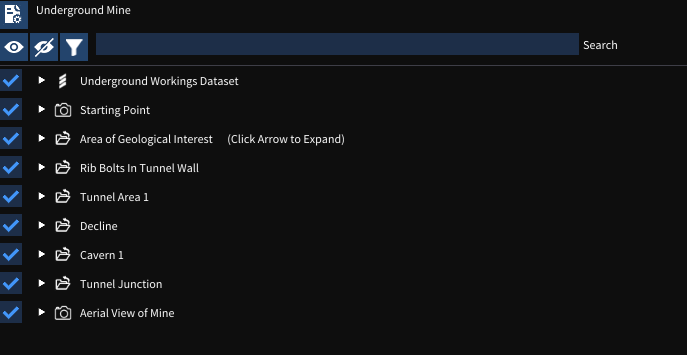 Underground Mine
Search
Underground Workings Dataset
Starting Point
Area of Geological Interest (Click Arrow to Expand)
Rib Bolts In Tunnel Wall
Tunnel Area 1
Decline
Cavern 1
Tunnel Junction
Aerial View of Mine